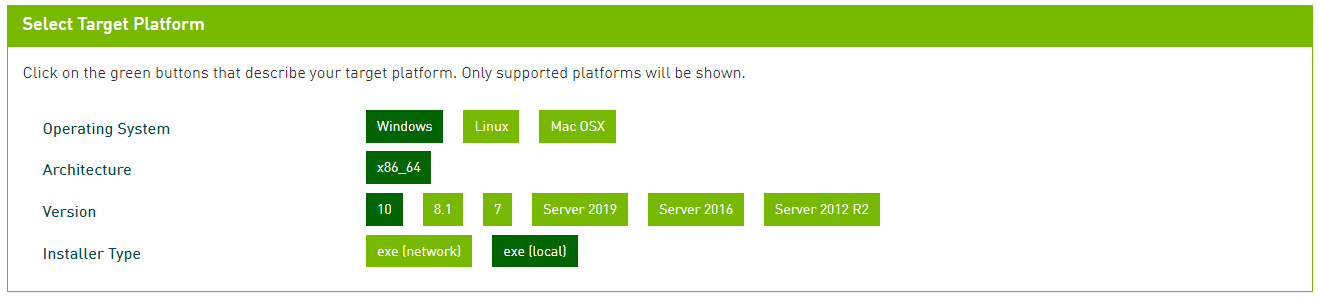 Select Target Platform
Click on the green buttons that describe your target platform. Only supported platforms will be shown.
Operating System Windows Linux Mac OSX
Architecture x86_64
Version 10 8.1 7 Server 2019 Server 2016 Server 2012 R2
Installer Type exe (network) exe (local)